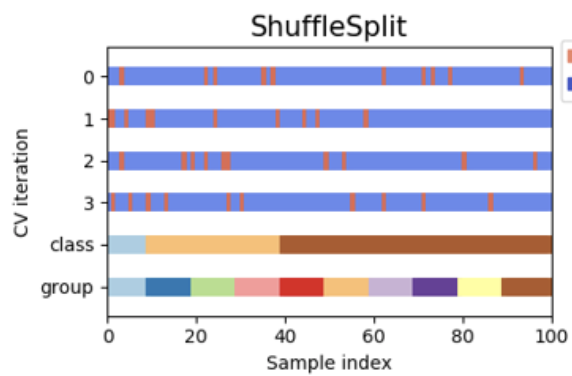 ShuffleSplit
0
1
2
3
class
group
CV iteration
0 20 40 60 80 100
Sample index